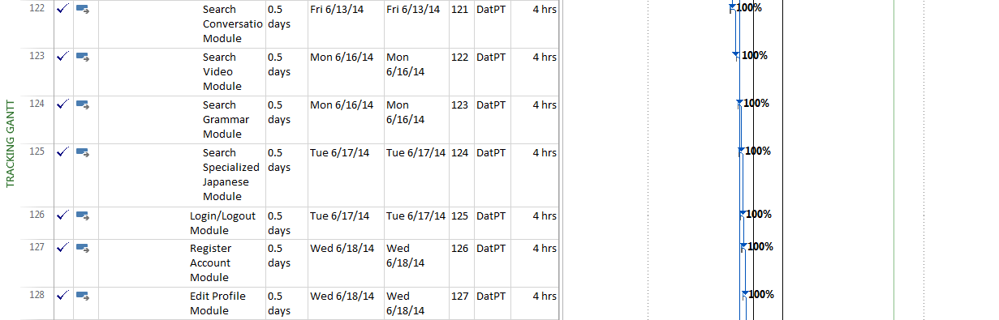 TRACKING GANTT
122 Search 0.5 Fri 6/13/14 Fri 6/13/14 121 DatPT 4 hrs 100%
Conversatio days
Module
123 Search 0.5 Mon 6/16/14 Mon 122 DatPT 4 hrs 100%
Video days 6/16/14
Module
124 Search 0.5 Mon 6/16/14 Mon 123 DatPT 4 hrs 100%
Grammar days 6/16/14
Module
125 Search 0.5 Tue 6/17/14 Tue 6/17/14 124 DatPT 4 hrs 100%
Specialized days
Japanese
Module
126 Login/Logout 0.5 Tue 6/17/14 Tue 6/17/14 125 DatPT 4 hrs 100%
Module days
127 Register 0.5 Wed 6/18/14 Wed 126 DatPT 4 hrs 100%
Account days 6/18/14
Module
128 Edit Profile 0.5 Wed 6/18/14 Wed 127 DatPT 4 hrs 100%
Module days 6/18/14